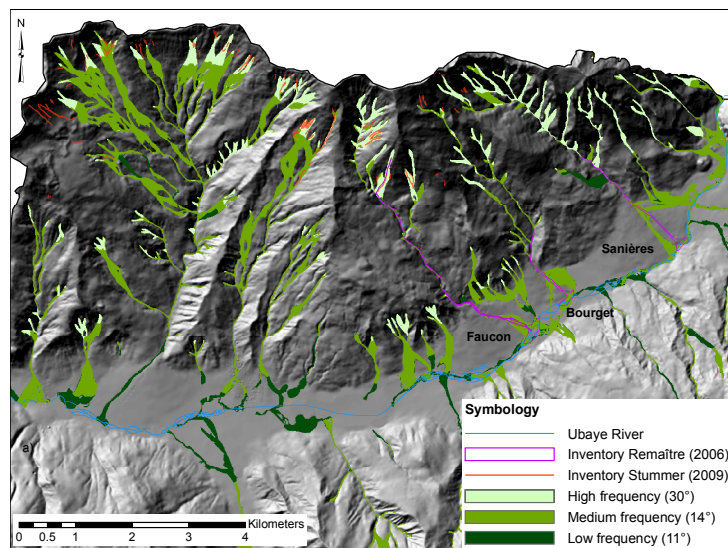 N
Sanières
Bourget
Faucon
a)
Symbology
Ubaye River
Inventory Remaître (2006)
Inventory Stummer (2009)
High frequency (30°)
Medium frequency (14°)
Low frequency (11°)
Kilometers
0 0.5 1 2 3 4